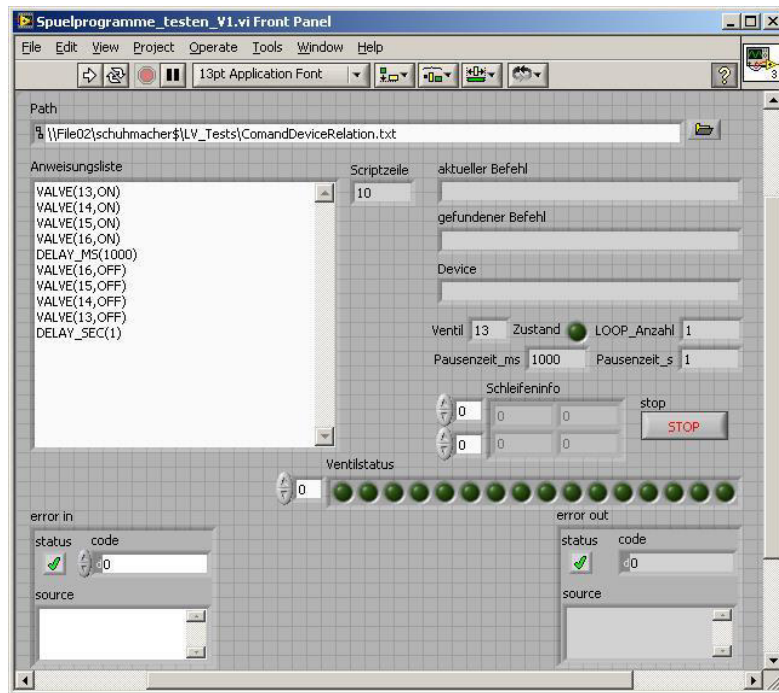 Spuelprogramme_testen_V1.vi Front Panel
File Edit View Project Operate Tools Window Help
13pt Application Font
3
Path
\\File02\schuhmacher$\LV_Tests\ComandDeviceRelation.txt
Anweisungsliste
VALVE(13,ON)
VALVE(14,ON)
VALVE(15,ON)
VALVE(16,ON)
DELAY_MS(1000)
VALVE(16,OFF)
VALVE(15,OFF)
VALVE(14,OFF)
VALVE(13,OFF)
DELAY_SEC(1)
Scriptzeile
10
aktueller Befehl
gefundener Befehl
Device
Ventil 13 Zustand LOOP_Anzahl 1
Pausenzeit_ms 1000 Pausenzeit_s 1
Schleifeninfo
0 0 0
0 0 0
stop
STOP
Ventilstatus
0
error in
status code
d0
source
error out
status code
d0
source